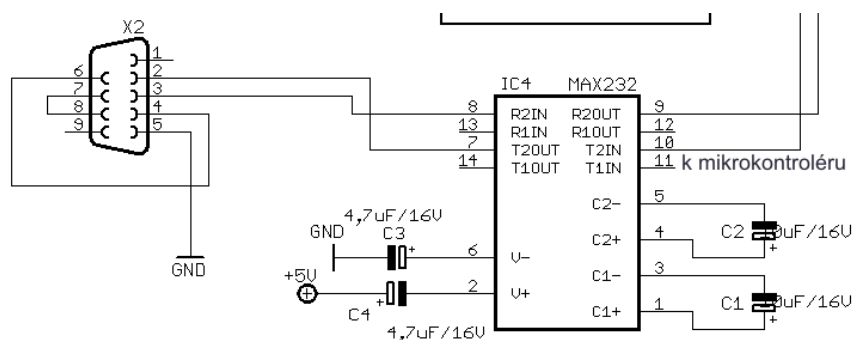 X2
1
6
2
7
3
8
4
9
5
GND
IC4 MAX232
8 R2IN R2OUT 9
13 R1IN R1OUT 12
7 T2OUT T2IN 10
14 T1OUT T1IN 11 k mikrokontroléru
C2- 5
C2+ 4
C2 10uF/16V
+
C1- 3
C1+ 1
C1 10uF/16V
+
4,7uF/16V
GND C3
+
6 V-
+5V
2 V+
+
C4
4,7uF/16V